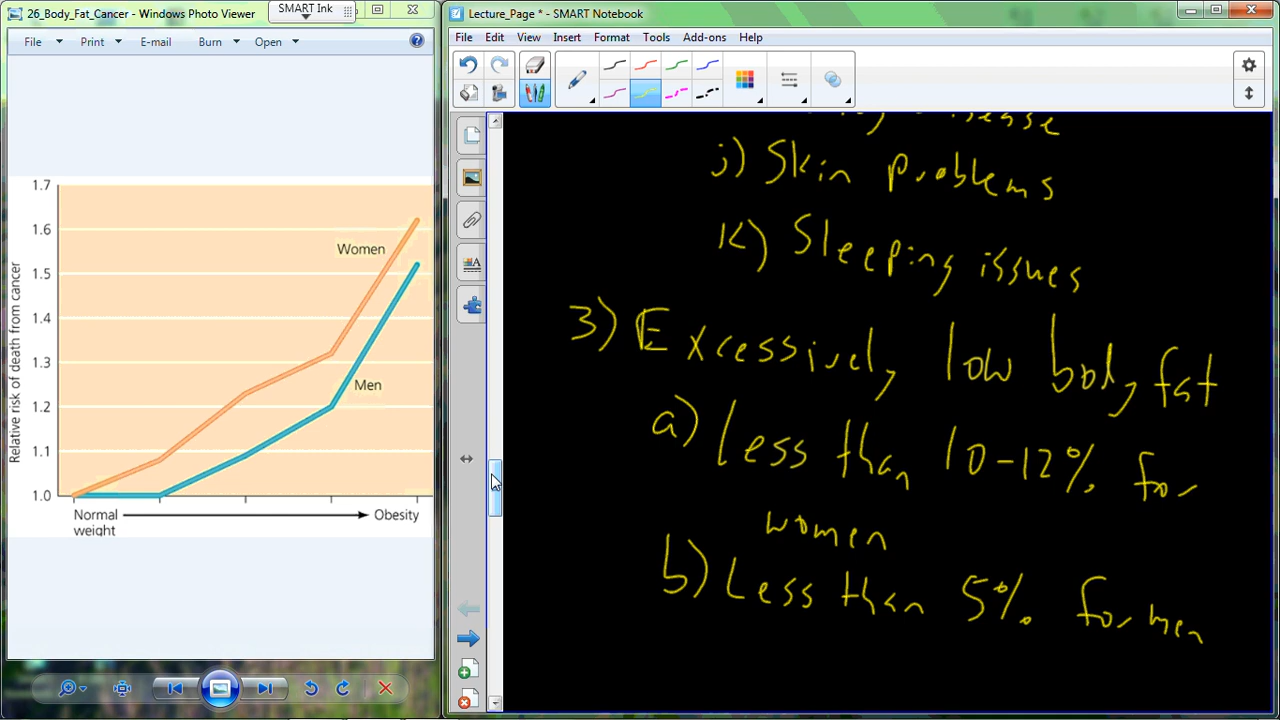 26_Body_Fat_Cancer - Windows Photo Viewer
SMART Ink
File Print E-mail Burn Open
1.7
1.6
1.5
1.4
1.3
1.2
1.1
1.0
Relative risk of death from cancer
Women
Men
Normal weight
Obesity
Lecture_Page * - SMART Notebook
File Edit View Insert Format Tools Add-ons Help
j) Skin problems
k) Sleeping issues
3) Excessively low body fat
a) Less than 10-12% for
women
b) Less than 5% for men